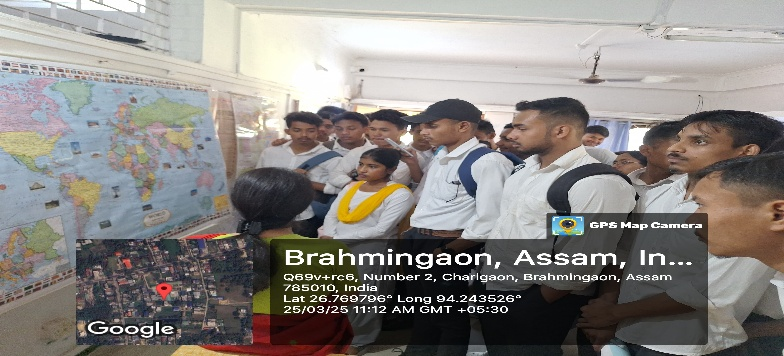 GPS Map Camera
Brahmingaon, Assam, In...
Q69v+rc6, Number 2, Charigaon, Brahmingaon, Assam
785010, India
Lat 26.769796° Long 94.243526°
25/03/25 11:12 AM GMT +05:30
Google